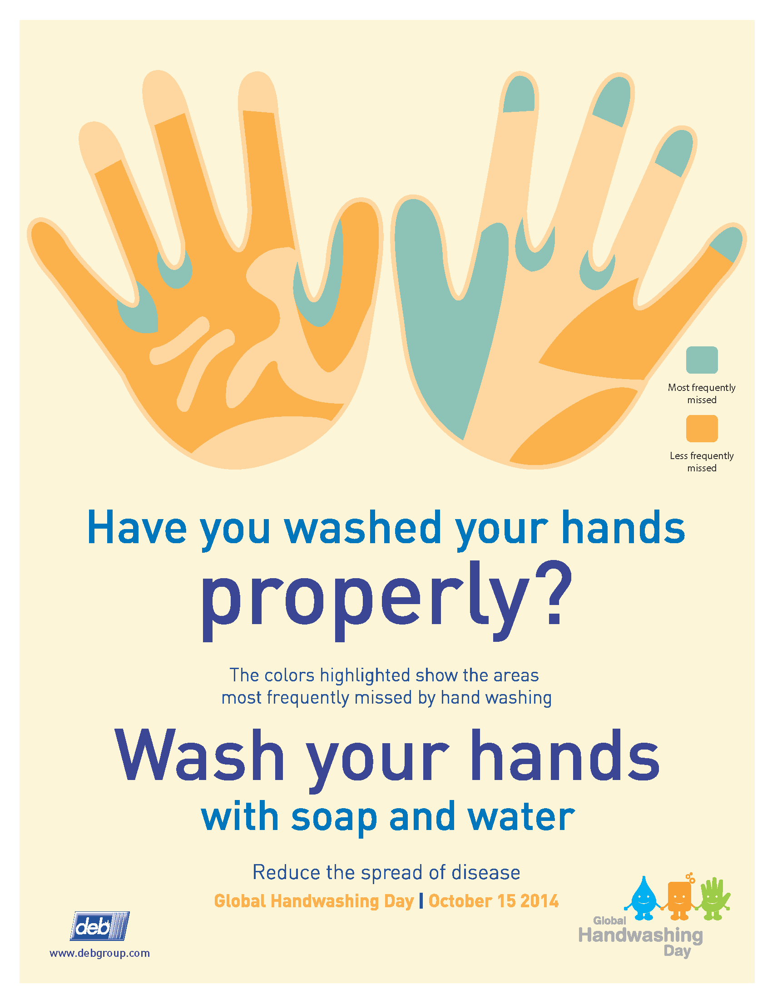 Most frequently
missed
Less frequently
missed
Have you washed your hands
properly?
The colors highlighted show the areas
most frequently missed by hand washing
Wash your hands
with soap and water
Reduce the spread of disease
Global Handwashing Day | October 15 2014
deb
www.debgroup.com
Global
Handwashing
Day